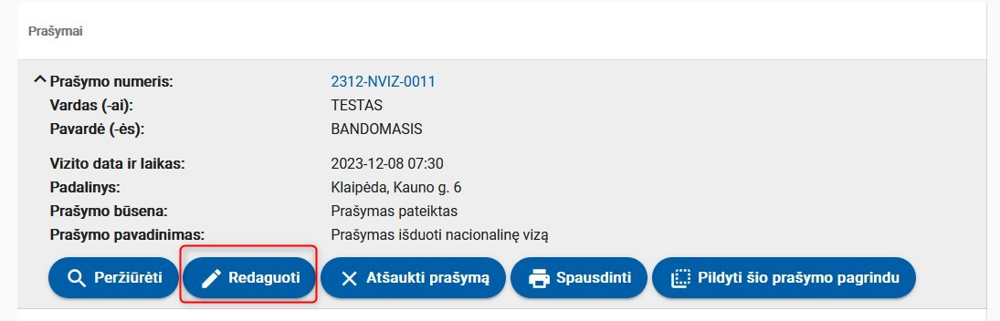 Prašymai
Prašymo numeris: 2312-NVIZ-0011
Vardas (-ai): TESTAS
Pavardė (-ės): BANDOMASIS
Vizito data ir laikas: 2023-12-08 07:30
Padalinys: Klaipėda, Kauno g. 6
Prašymo būsena: Prašymas pateiktas
Prašymo pavadinimas: Prašymas išduoti nacionalinę vizą
Peržiūrėti Redaguoti Atšaukti prašymą Spausdinti Pildyti šio prašymo pagrindu